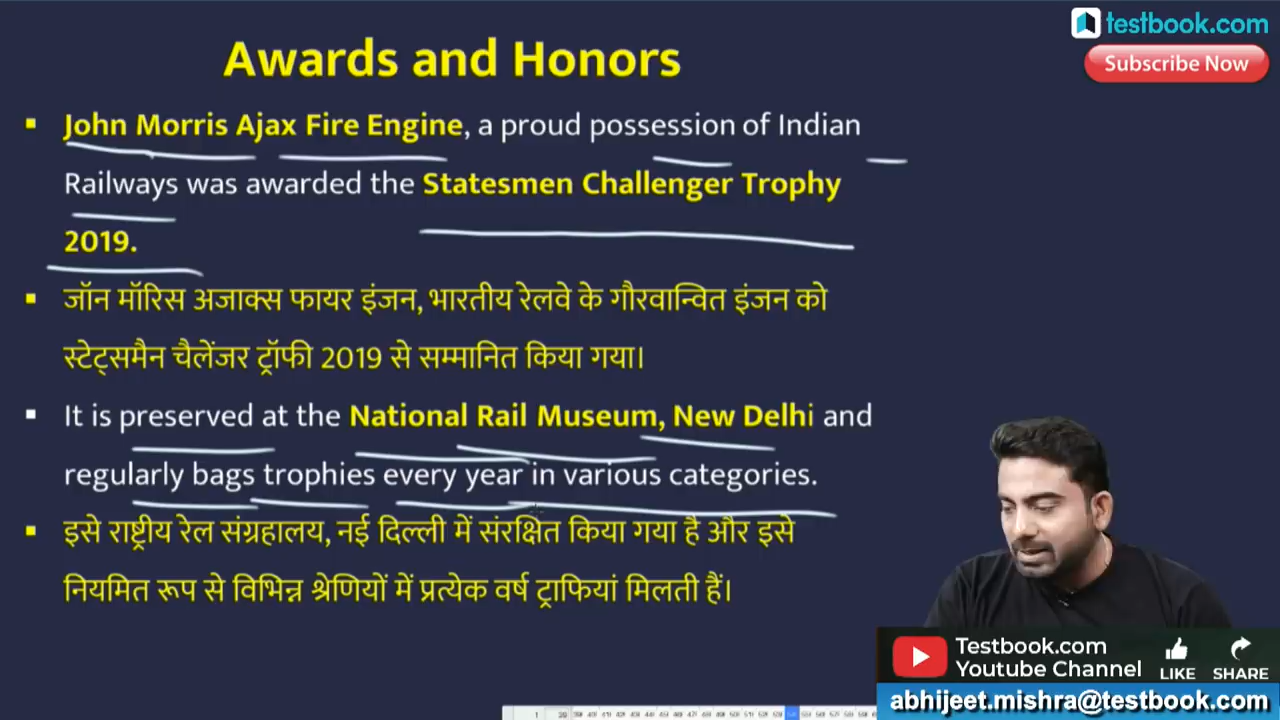 testbook.com
Subscribe Now
Awards and Honors
John Morris Ajax Fire Engine, a proud possession of Indian
Railways was awarded the Statesmen Challenger Trophy
2019.
जॉन मॉरिस अजाक्स फायर इंजन, भारतीय रेलवे के गौरवान्वित इंजन को
स्टेट्समैन चैलेंजर ट्रॉफी 2019 से सम्मानित किया गया।
It is preserved at the National Rail Museum, New Delhi and
regularly bags trophies every year in various categories.
इसे राष्ट्रीय रेल संग्रहालय, नई दिल्ली में संरक्षित किया गया है और इसे
नियमित रूप से विभिन्न श्रेणियों में प्रत्येक वर्ष ट्राफियां मिलती हैं।
Testbook.com
Youtube Channel
LIKE
SHARE
abhijeet.mishra@testbook.com